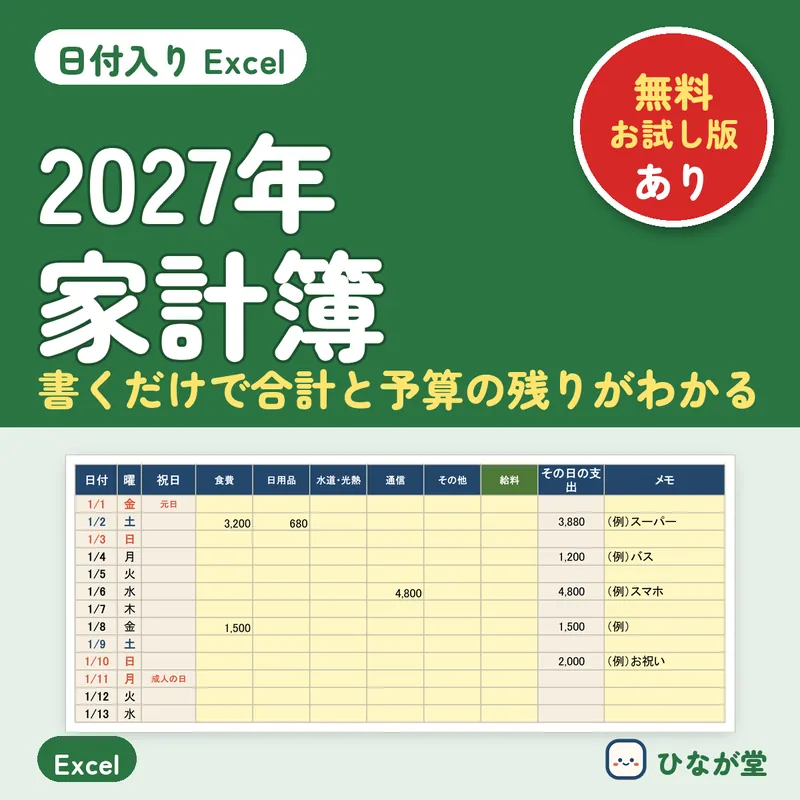 日付入り Excel
無料
お試し版
あり
2027年
家計簿
書くだけで合計と予算の残りがわかる
日付 曜 祝日 食費 日用品 水道・光熱 通信 その他 給料 その日の支出 メモ
1/1 金 元日
1/2 土 3,200 680 3,880 (例)スーパー
1/3 日
1/4 月 1,200 (例)バス
1/5 火
1/6 水 4,800 4,800 (例)スマホ
1/7 木
1/8 金 1,500 1,500 (例)
1/9 土
1/10 日 2,000 (例)お祝い
1/11 月 成人の日
1/12 火
1/13 水
Excel
ひなが堂